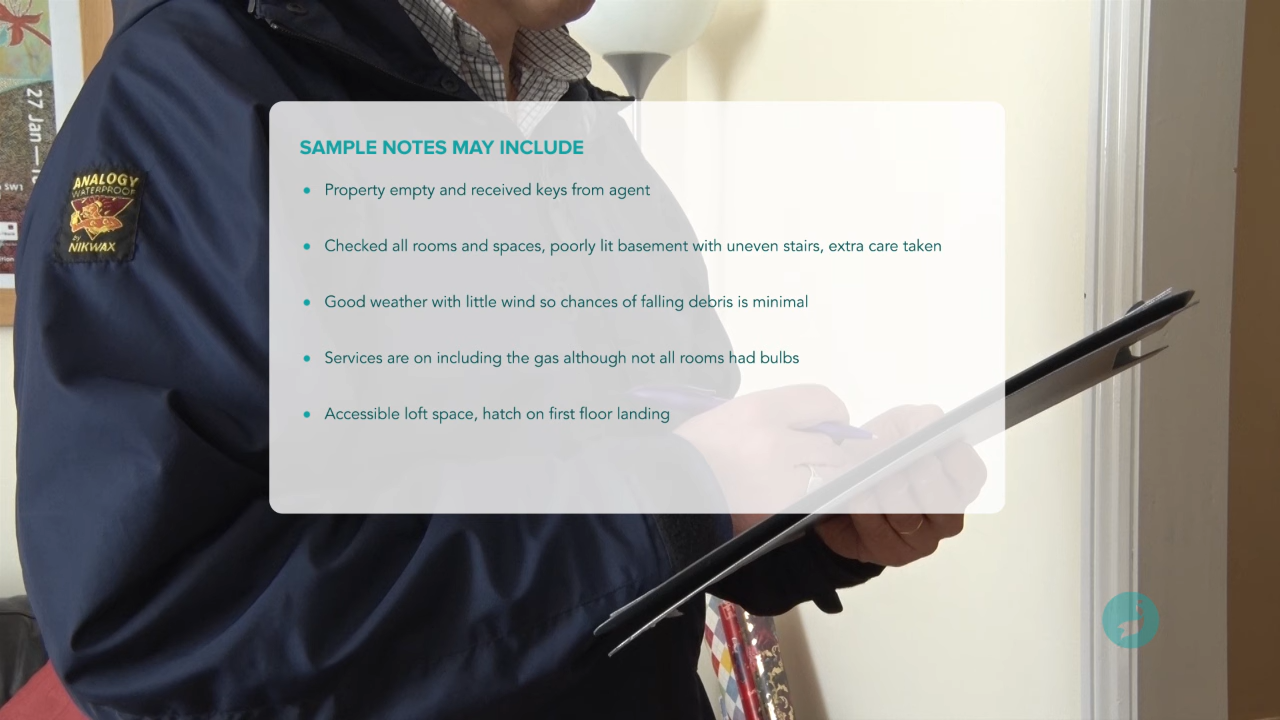 27 Jan—1
SW1
ANALOGY
WATERPROOF
by
NIKWAX
SAMPLE NOTES MAY INCLUDE
Property empty and received keys from agent
Checked all rooms and spaces, poorly lit basement with uneven stairs, extra care taken
Good weather with little wind so chances of falling debris is minimal
Services are on including the gas although not all rooms had bulbs
Accessible loft space, hatch on first floor landing